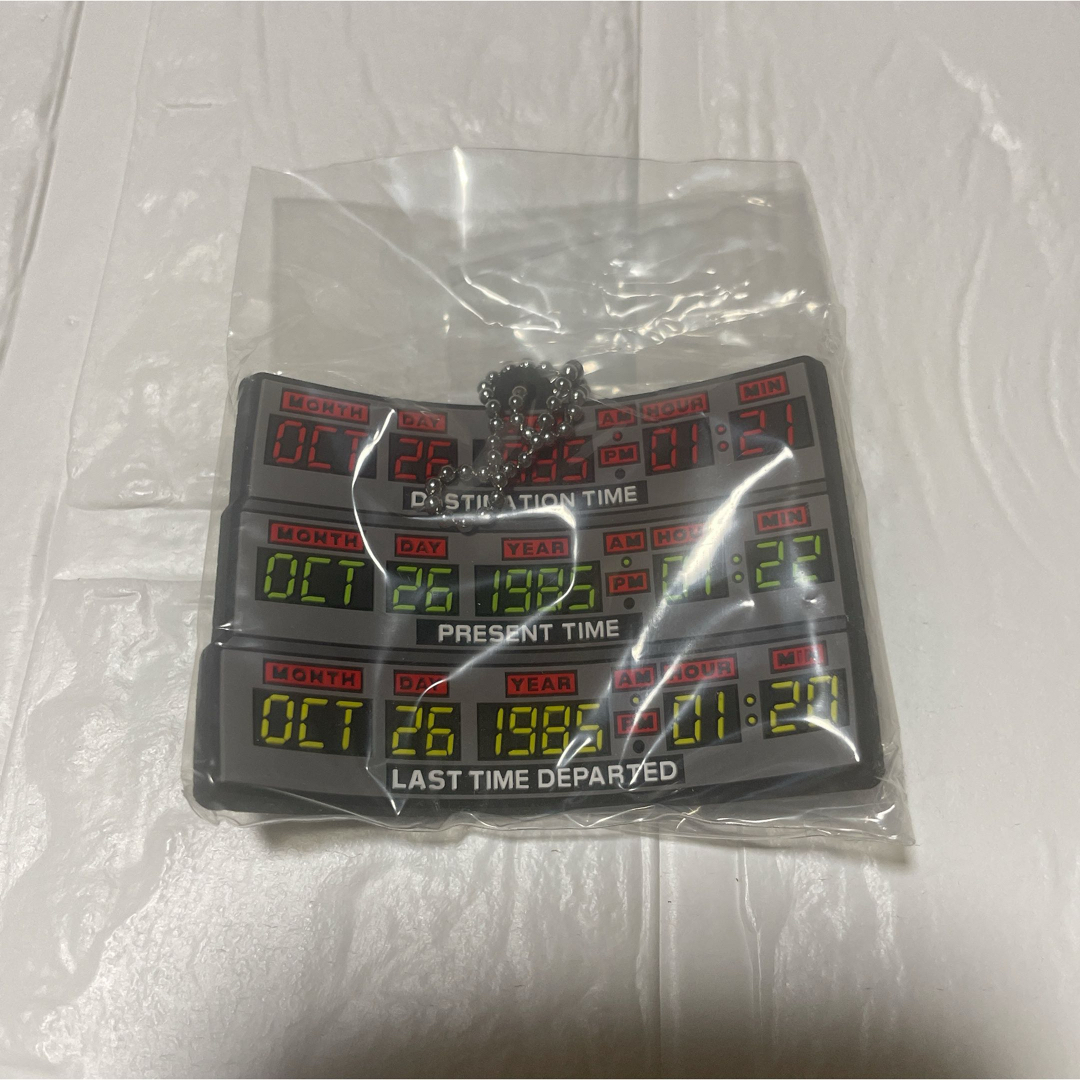 MONTH DAY AM HOUR MIN
OCT 26 1985 PM 01:21
DESTINATION TIME
MONTH DAY YEAR AM HOUR MIN
OCT 26 1985 PM 01:22
PRESENT TIME
MONTH DAY YEAR AM HOUR MIN
OCT 26 1985 PM 01:20
LAST TIME DEPARTED